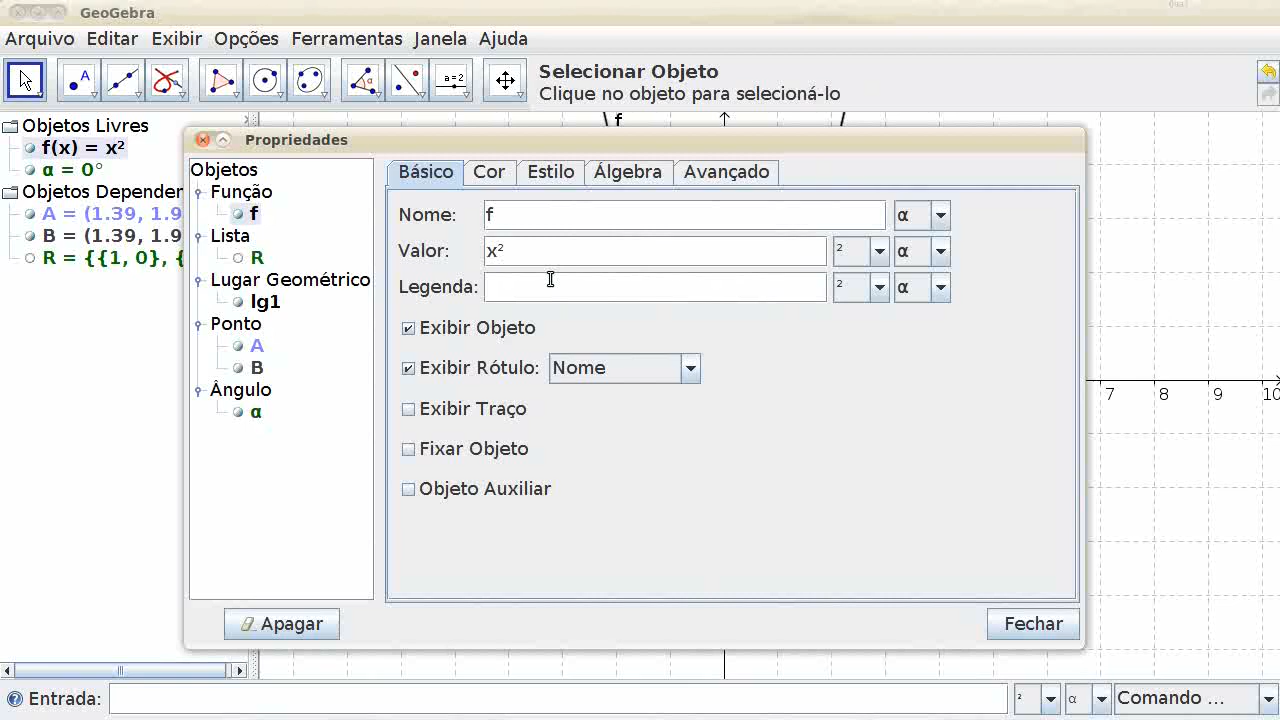 GeoGebra
Arquivo Editar Exibir Opções Ferramentas Janela Ajuda
A α a=2
Selecionar Objeto
Clique no objeto para selecioná-lo
Objetos Livres
f(x) = x²
α = 0°
Objetos Dependen
A = (1.39, 1.9
B = (1.39, 1.9
R = {{1, 0}, {
f
Propriedades
Objetos
Função
f
Lista
R
Lugar Geométrico
lg1
Ponto
A
B
Ângulo
α
Básico Cor Estilo Álgebra Avançado
Nome: f α
Valor: x² ² α
Legenda: ² α
Exibir Objeto
Exibir Rótulo: Nome
Exibir Traço
Fixar Objeto
Objeto Auxiliar
Apagar Fechar
7 8 9 10
Entrada: ² α Comando ...